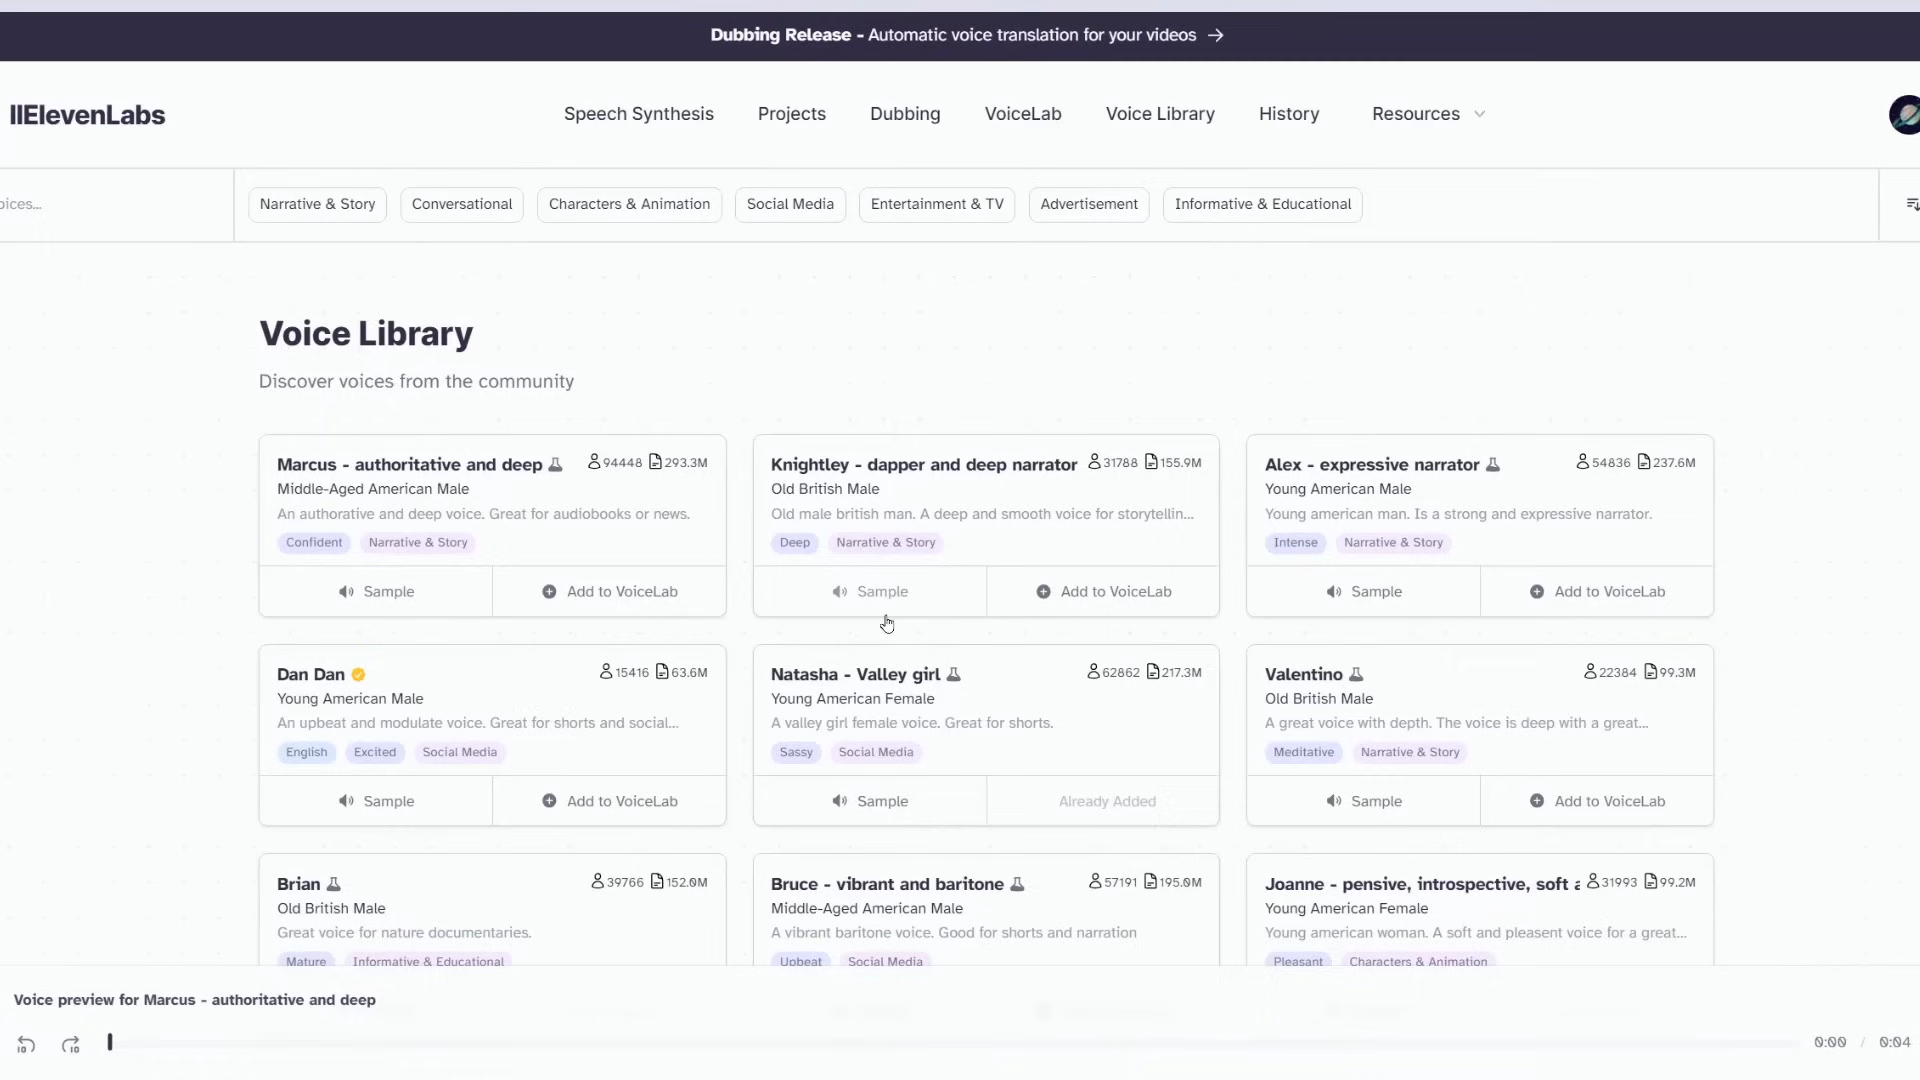 Dubbing Release - Automatic voice translation for your videos →
IIElevenLabs
Speech Synthesis
Projects
Dubbing
VoiceLab
Voice Library
History
Resources
oices...
Narrative & Story
Conversational
Characters & Animation
Social Media
Entertainment & TV
Advertisement
Informative & Educational
Voice Library
Discover voices from the community
Marcus - authoritative and deep
94448 293.3M
Middle-Aged American Male
An authorative and deep voice. Great for audiobooks or news.
Confident
Narrative & Story
Sample
Add to VoiceLab
Knightley - dapper and deep narrator
31788 155.9M
Old British Male
Old male british man. A deep and smooth voice for storytellin...
Deep
Narrative & Story
Sample
Add to VoiceLab
Alex - expressive narrator
54836 237.6M
Young American Male
Young american man. Is a strong and expressive narrator.
Intense
Narrative & Story
Sample
Add to VoiceLab
Dan Dan
15416 63.6M
Young American Male
An upbeat and modulate voice. Great for shorts and social...
English
Excited
Social Media
Sample
Add to VoiceLab
Natasha - Valley girl
62862 217.3M
Young American Female
A valley girl female voice. Great for shorts.
Sassy
Social Media
Sample
Already Added
Valentino
22384 99.3M
Old British Male
A great voice with depth. The voice is deep with a great...
Meditative
Narrative & Story
Sample
Add to VoiceLab
Brian
39766 152.0M
Old British Male
Great voice for nature documentaries.
Mature
Informative & Educational
Bruce - vibrant and baritone
57191 195.0M
Middle-Aged American Male
A vibrant baritone voice. Good for shorts and narration
Upbeat
Social Media
Joanne - pensive, introspective, soft a
31993 99.2M
Young American Female
Young american woman. A soft and pleasent voice for a great...
Pleasant
Characters & Animation
Voice preview for Marcus - authoritative and deep
10
10
0:00 / 0:04